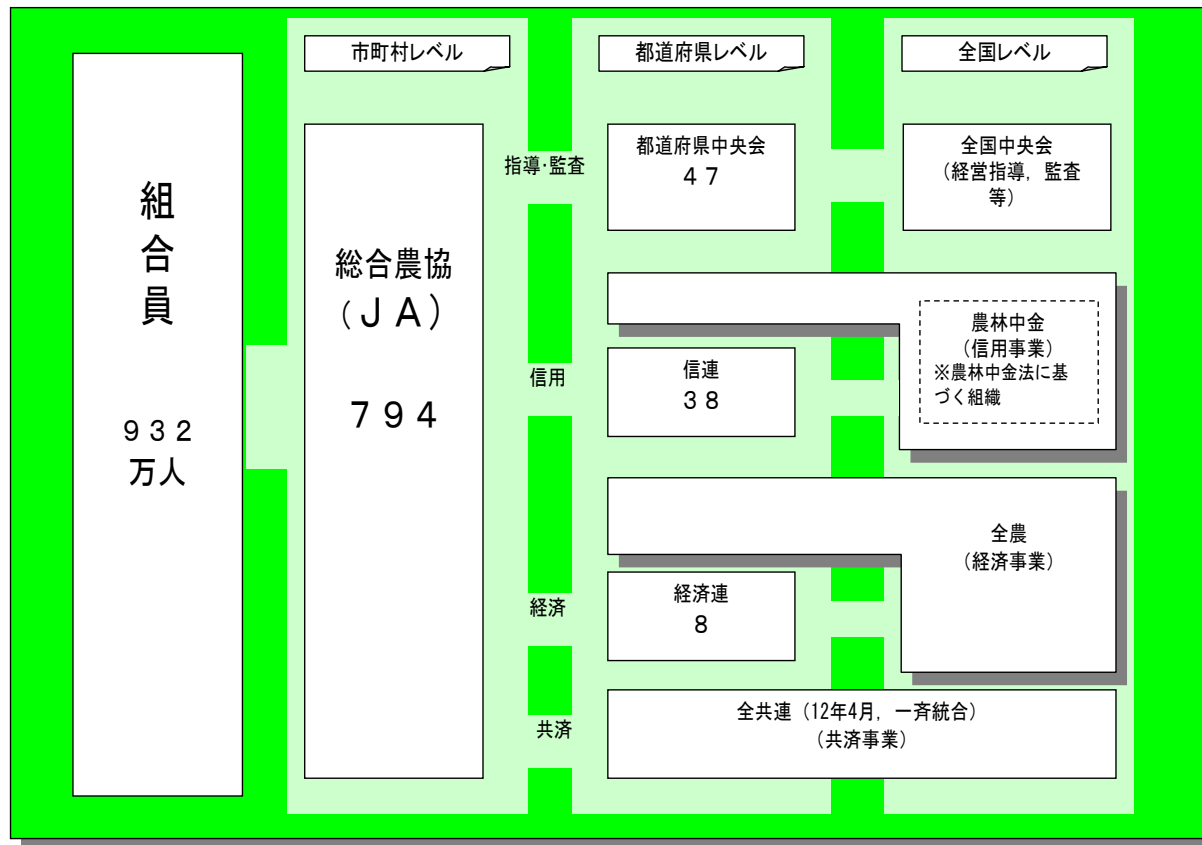 市町村レベル
都道府県レベル
全国レベル
組
合
員
９３２
万人
総合農協
（ＪＡ）
７９４
指導･監査
信用
経済
共済
都道府県中央会
４７
全国中央会
（経営指導，監査
等）
農林中金
（信用事業）
※農林中金法に基
づく組織
信連
３８
全農
（経済事業）
経済連
８
全共連（12年4月，一斉統合）
（共済事業）